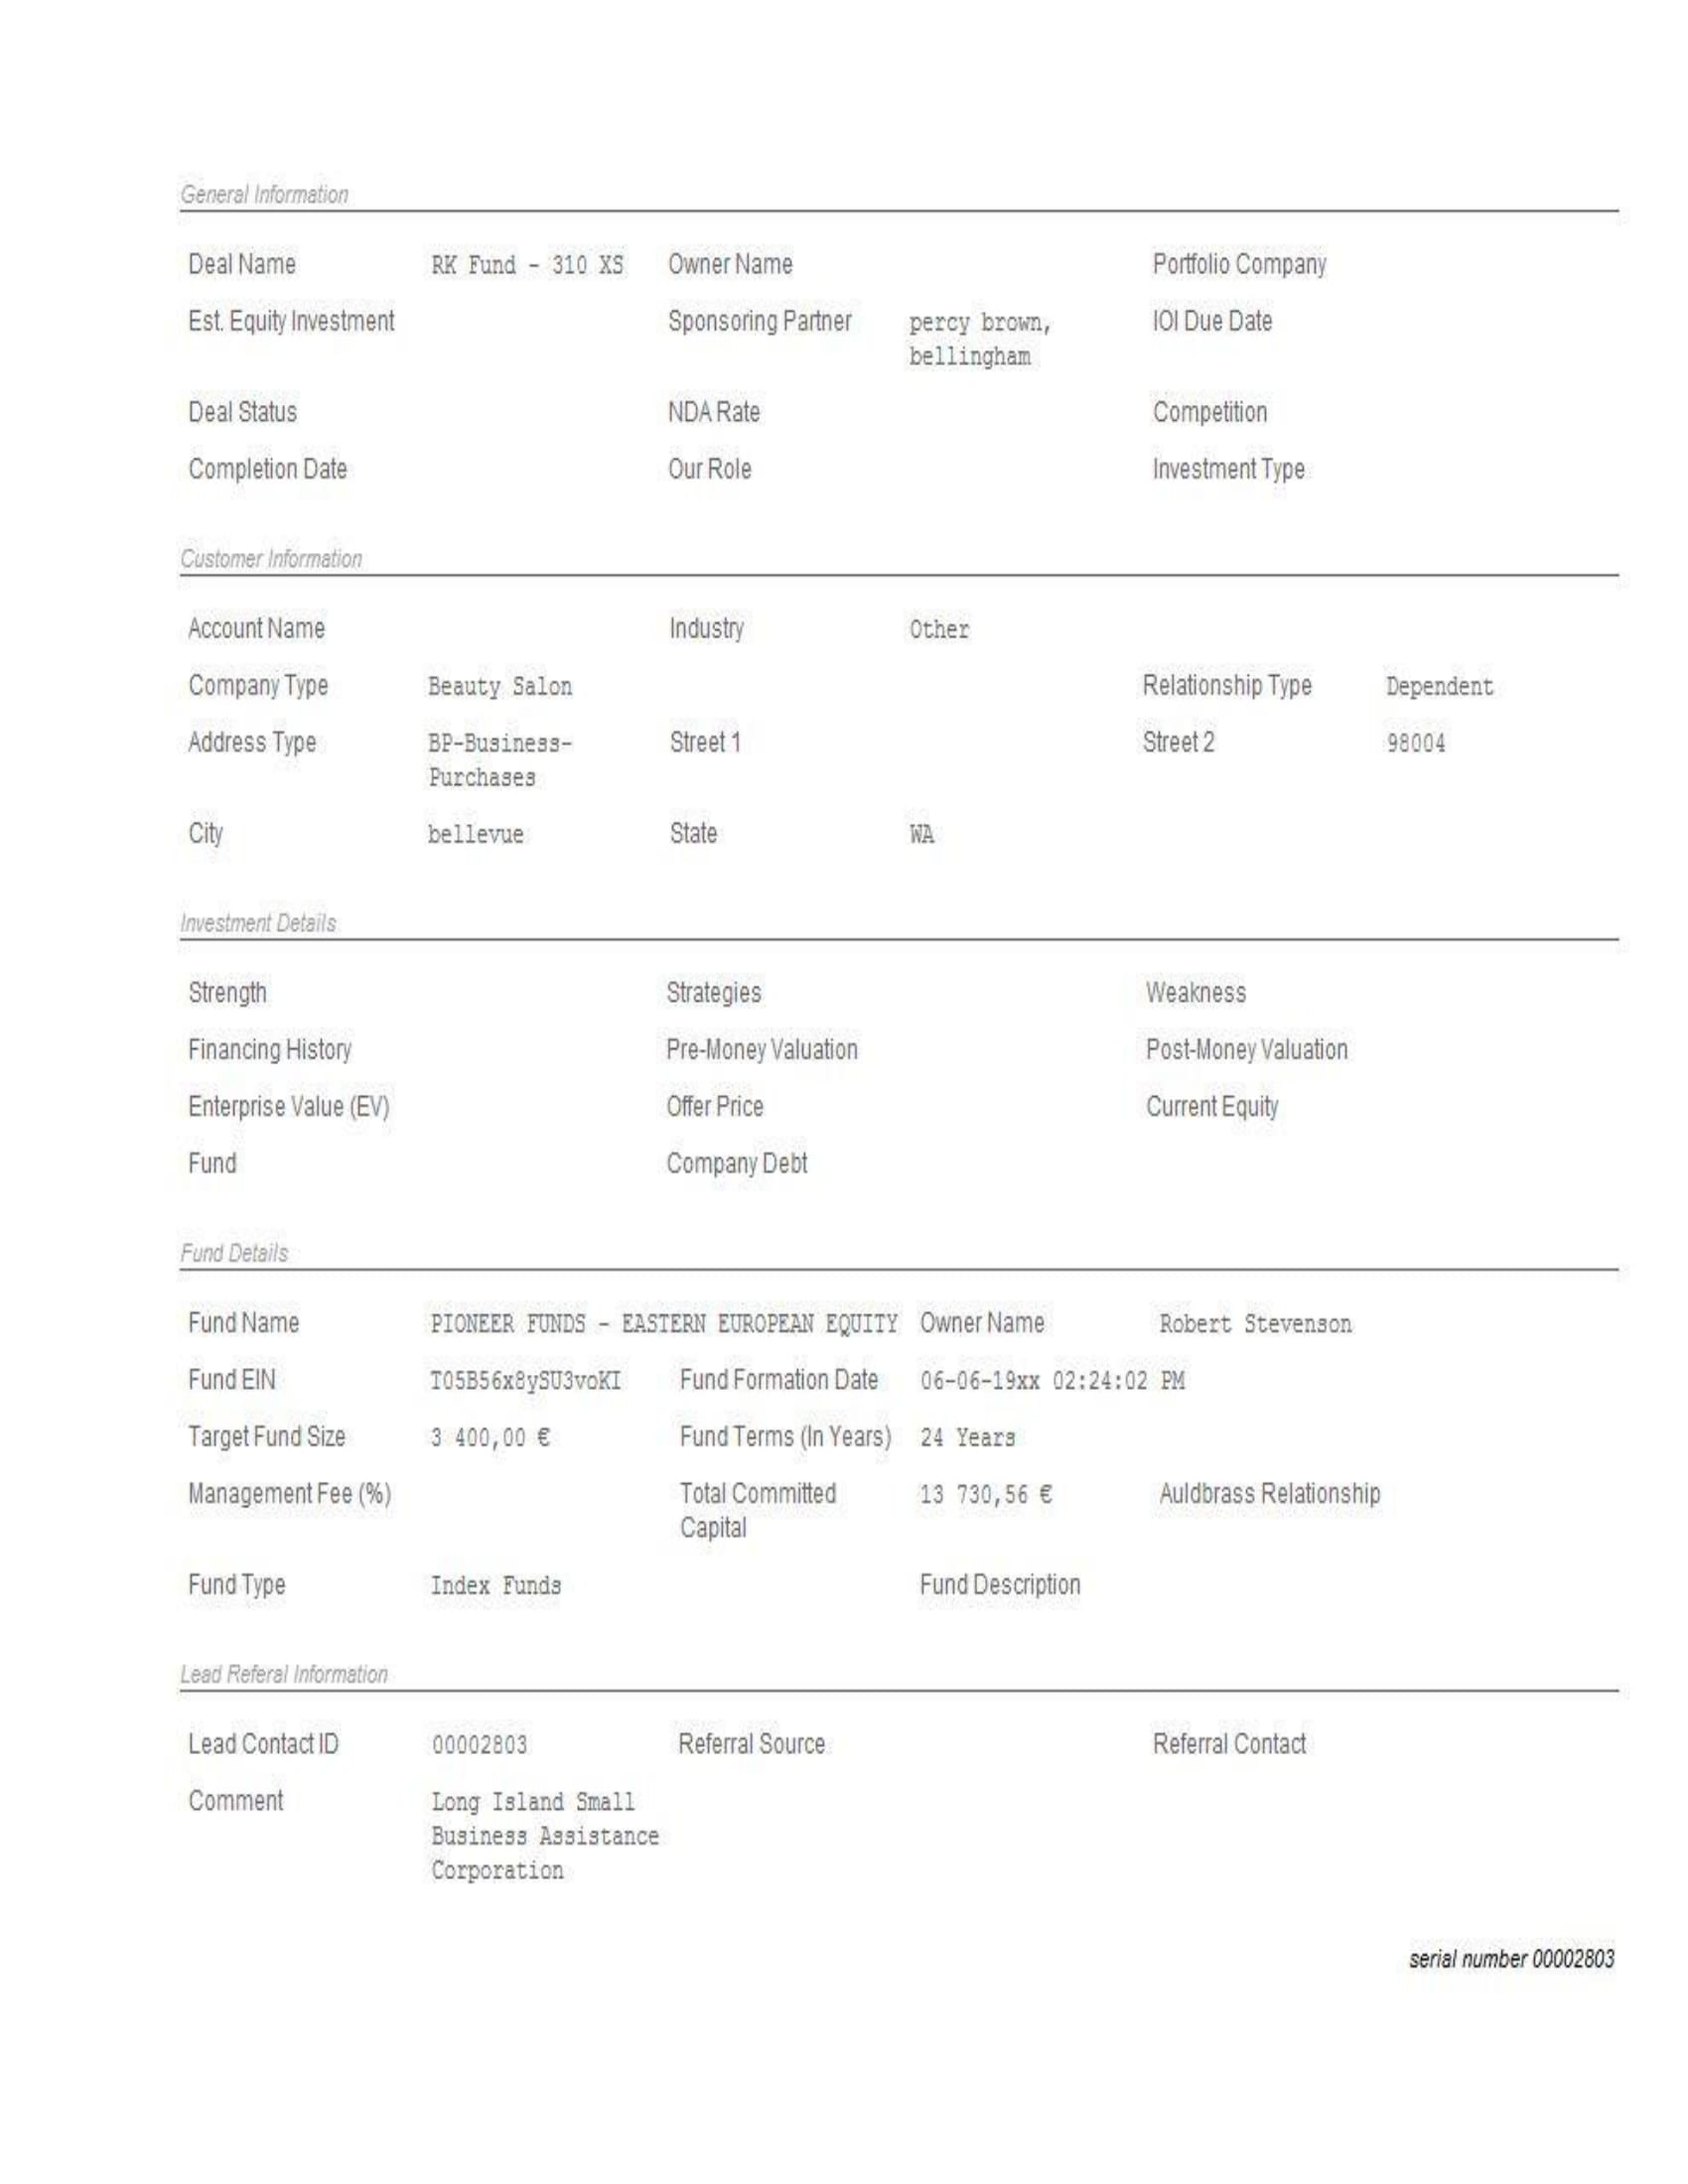 General Information
Deal Name RK Fund - 310 XS Owner Name Portfolio Company
Est. Equity Investment Sponsoring Partner percy brown, IOI Due Date
bellingham
Deal Status NDA Rate Competition
Completion Date Our Role Investment Type
Customer Information
Account Name Industry Other
Company Type Beauty Salon Relationship Type Dependent
Address Type BP-Business- Street 1 Street 2 98004
Purchases
City bellevue State WA
Investment Details
Strength Strategies Weakness
Financing History Pre-Money Valuation Post-Money Valuation
Enterprise Value (EV) Offer Price Current Equity
Fund Company Debt
Fund Details
Fund Name PIONEER FUNDS - EASTERN EUROPEAN EQUITY Owner Name Robert Stevenson
Fund EIN T05B56x8ySU3voKI Fund Formation Date 06-06-19xx 02:24:02 PM
Target Fund Size 3 400,00 € Fund Terms (In Years) 24 Years
Management Fee (%) Total Committed 13 730,56 € Auldbrass Relationship
Capital
Fund Type Index Funds Fund Description
Lead Referal Information
Lead Contact ID 00002803 Referral Source Referral Contact
Comment Long Island Small
Business Assistance
Corporation
serial number 00002803